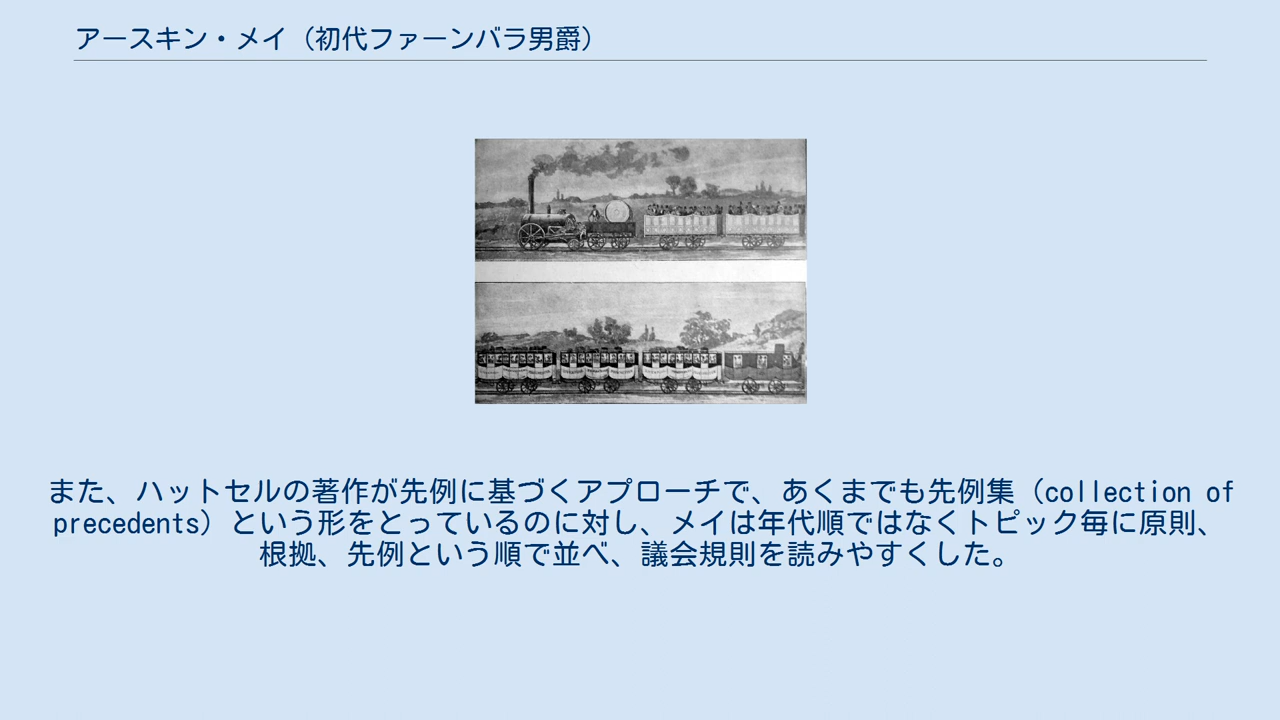 アースキン・メイ（初代ファーンバラ男爵）
また、ハットセルの著作が先例に基づくアプローチで、あくまでも先例集（collection of
precedents）という形をとっているのに対し、メイは年代順ではなくトピック毎に原則、
根拠、先例という順で並べ、議会規則を読みやすくした。